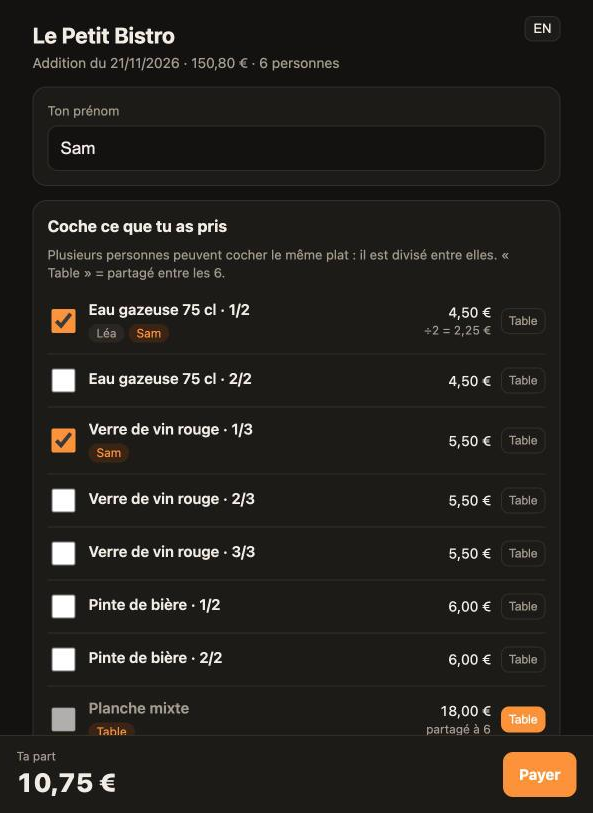 Le Petit Bistro
EN
Addition du 21/11/2026 · 150,80 € · 6 personnes
Ton prénom
Sam
Coche ce que tu as pris
Plusieurs personnes peuvent cocher le même plat : il est divisé entre elles. «
Table » = partagé entre les 6.
Eau gazeuse 75 cl · 1/2
4,50 €
Table
Léa Sam
÷2 = 2,25 €
Eau gazeuse 75 cl · 2/2
4,50 €
Table
Verre de vin rouge · 1/3
5,50 €
Table
Sam
Verre de vin rouge · 2/3
5,50 €
Table
Verre de vin rouge · 3/3
5,50 €
Table
Pinte de bière · 1/2
6,00 €
Table
Pinte de bière · 2/2
6,00 €
Table
Planche mixte
18,00 €
Table
Table
partagé à 6
Ta part
10,75 €
Payer